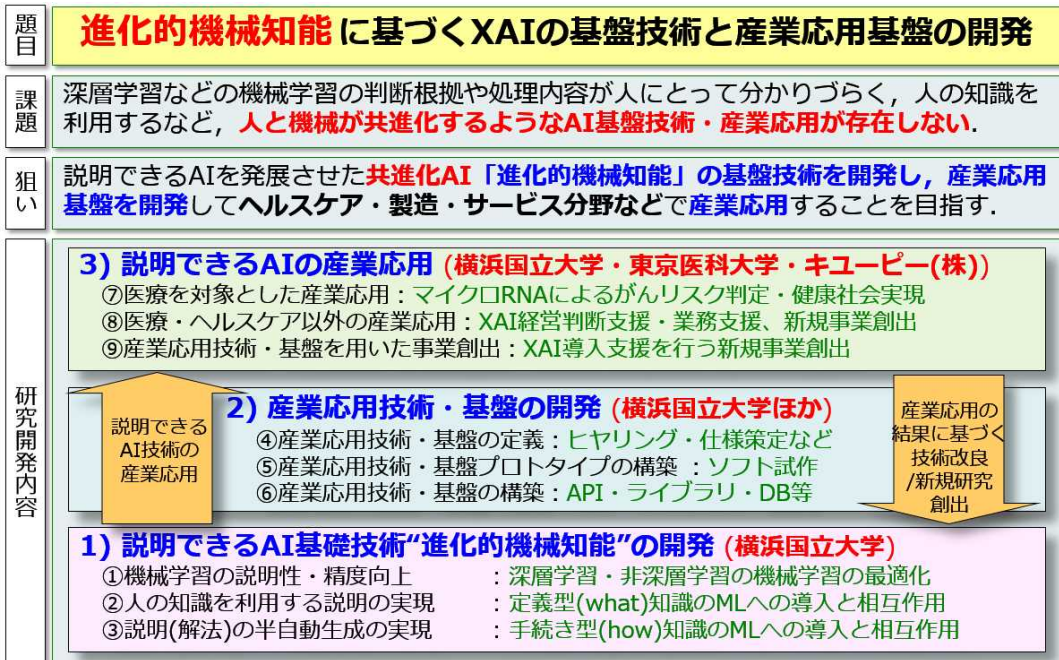 題目
進化的機械知能に基づくXAIの基盤技術と産業応用基盤の開発
課題
深層学習などの機械学習の判断根拠や処理内容が人にとって分かりづらく，人の知識を
利用するなど，人と機械が共進化するようなAI基盤技術・産業応用が存在しない．
狙い
説明できるAIを発展させた共進化AI「進化的機械知能」の基盤技術を開発し，産業応用
基盤を開発してヘルスケア・製造・サービス分野などで産業応用することを目指す．
研究開発内容
3) 説明できるAIの産業応用 (横浜国立大学・東京医科大学・キユーピー(株))
⑦医療を対象とした産業応用：マイクロRNAによるがんリスク判定・健康社会実現
⑧医療・ヘルスケア以外の産業応用：XAI経営判断支援・業務支援、新規事業創出
⑨産業応用技術・基盤を用いた事業創出：XAI導入支援を行う新規事業創出
説明できる
AI技術の
産業応用
2) 産業応用技術・基盤の開発 (横浜国立大学ほか)
④産業応用技術・基盤の定義：ヒヤリング・仕様策定など
⑤産業応用技術・基盤プロトタイプの構築 ：ソフト試作
⑥産業応用技術・基盤の構築：API・ライブラリ・DB等
産業応用の
結果に基づく
技術改良
/新規研究
創出
1) 説明できるAI基礎技術“進化的機械知能”の開発 (横浜国立大学)
①機械学習の説明性・精度向上 ：深層学習・非深層学習の機械学習の最適化
②人の知識を利用する説明の実現 ：定義型(what)知識のMLへの導入と相互作用
③説明(解法)の半自動生成の実現 ：手続き型(how)知識のMLへの導入と相互作用